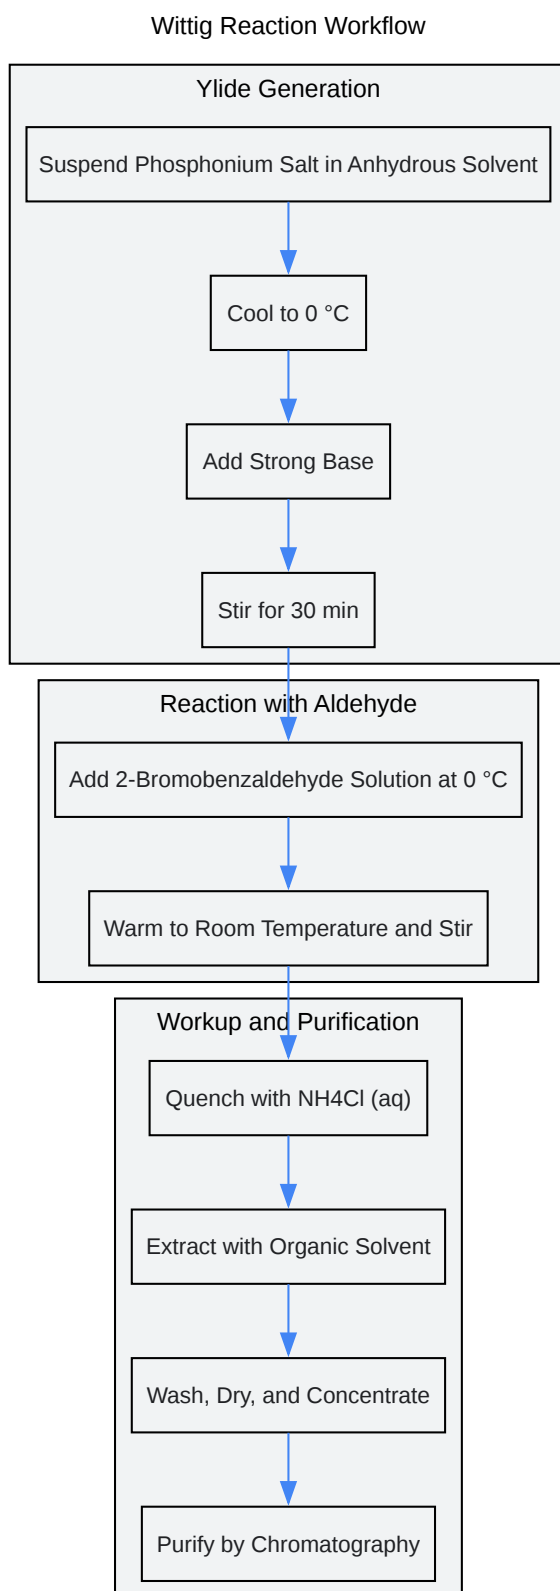 Wittig Reaction Workflow
Ylide Generation
Suspend Phosphonium Salt in Anhydrous Solvent
Cool to 0 °C
Add Strong Base
Stir for 30 min
Reaction with Aldehyde
Add 2-Bromobenzaldehyde Solution at 0 °C
Warm to Room Temperature and Stir
Workup and Purification
Quench with NH4Cl (aq)
Extract with Organic Solvent
Wash, Dry, and Concentrate
Purify by Chromatography